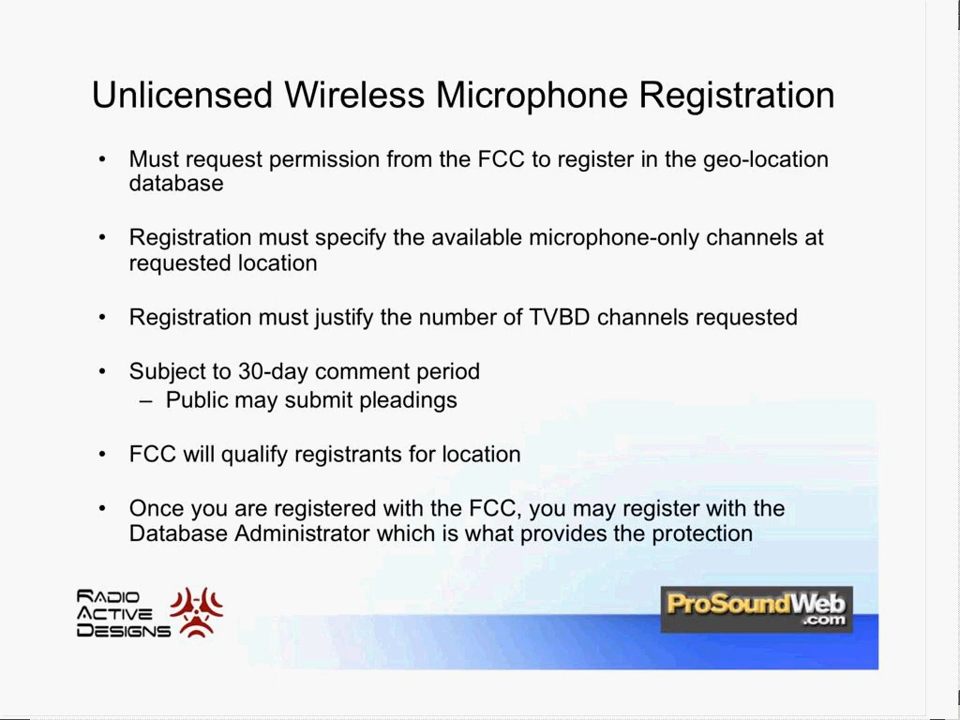 Unlicensed Wireless Microphone Registration
• Must request permission from the FCC to register in the geo-location
database
• Registration must specify the available microphone-only channels at
requested location
• Registration must justify the number of TVBD channels requested
• Subject to 30-day comment period
– Public may submit pleadings
• FCC will qualify registrants for location
• Once you are registered with the FCC, you may register with the
Database Administrator which is what provides the protection
Radio
Active
Designs
ProSoundWeb
.com